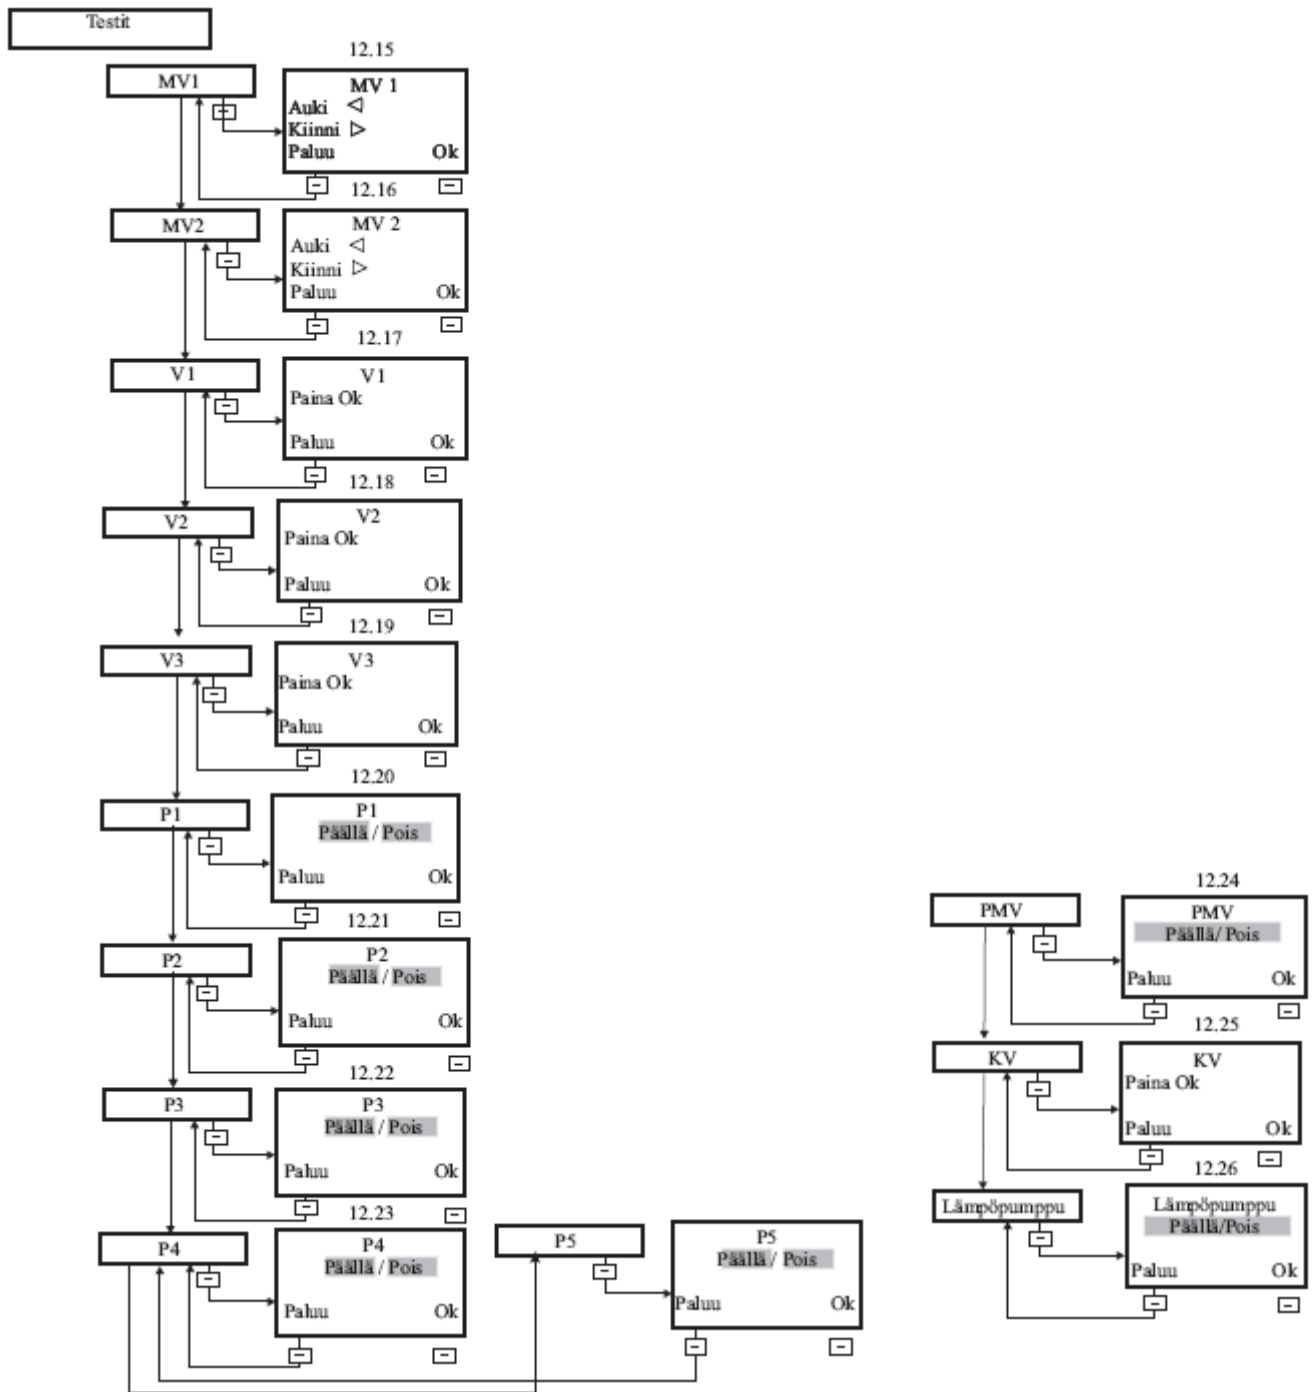 Testit
12.15
MV1
MV 1
Auki ◁
Kiinni ▷
Paluu Ok
12.16
MV2
MV 2
Auki ◁
Kiinni ▷
Paluu Ok
12.17
V1
V1
Paina Ok
Paluu Ok
12.18
V2
V2
Paina Ok
Paluu Ok
12.19
V3
V3
Paina Ok
Paluu Ok
12.20
P1
P1
Päällä / Pois
Paluu Ok
12.21
P2
P2
Päällä / Pois
Paluu Ok
12.22
P3
P3
Päällä / Pois
Paluu Ok
12.23
P4
P4
Päällä / Pois
Paluu Ok
P5
P5
Päällä / Pois
Paluu Ok
12.24
PMV
PMV
Päällä/ Pois
Paluu Ok
12.25
KV
KV
Paina Ok
Paluu Ok
12.26
Lämpöpumppu
Lämpöpumppu
Päällä/Pois
Paluu Ok